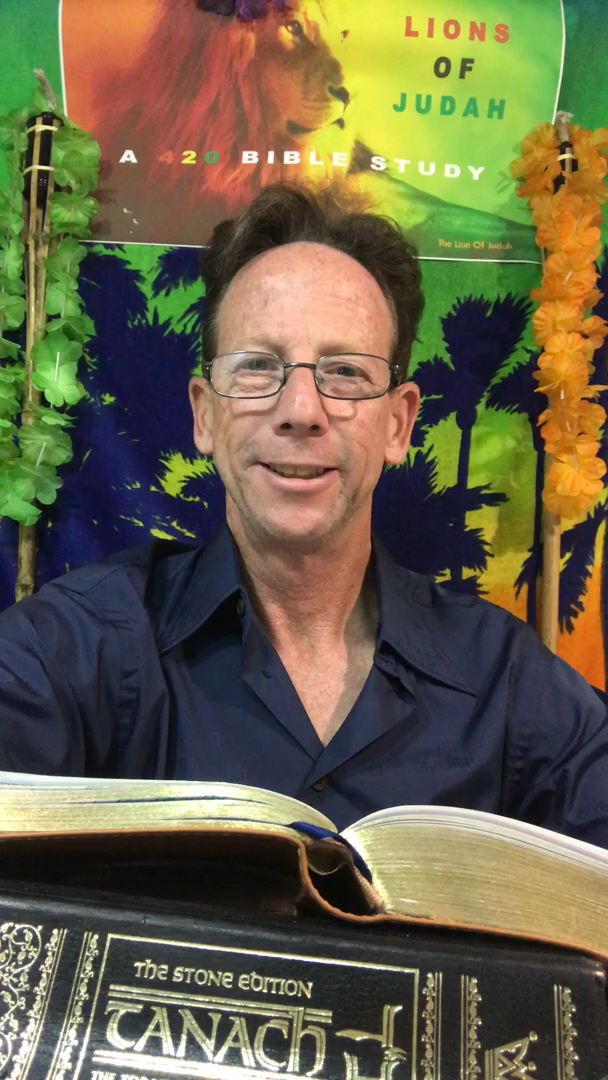 LIONS
OF
JUDAH
A 420 BIBLE STUDY
The Lion Of Judah
THE STONE EDITION
TANACH